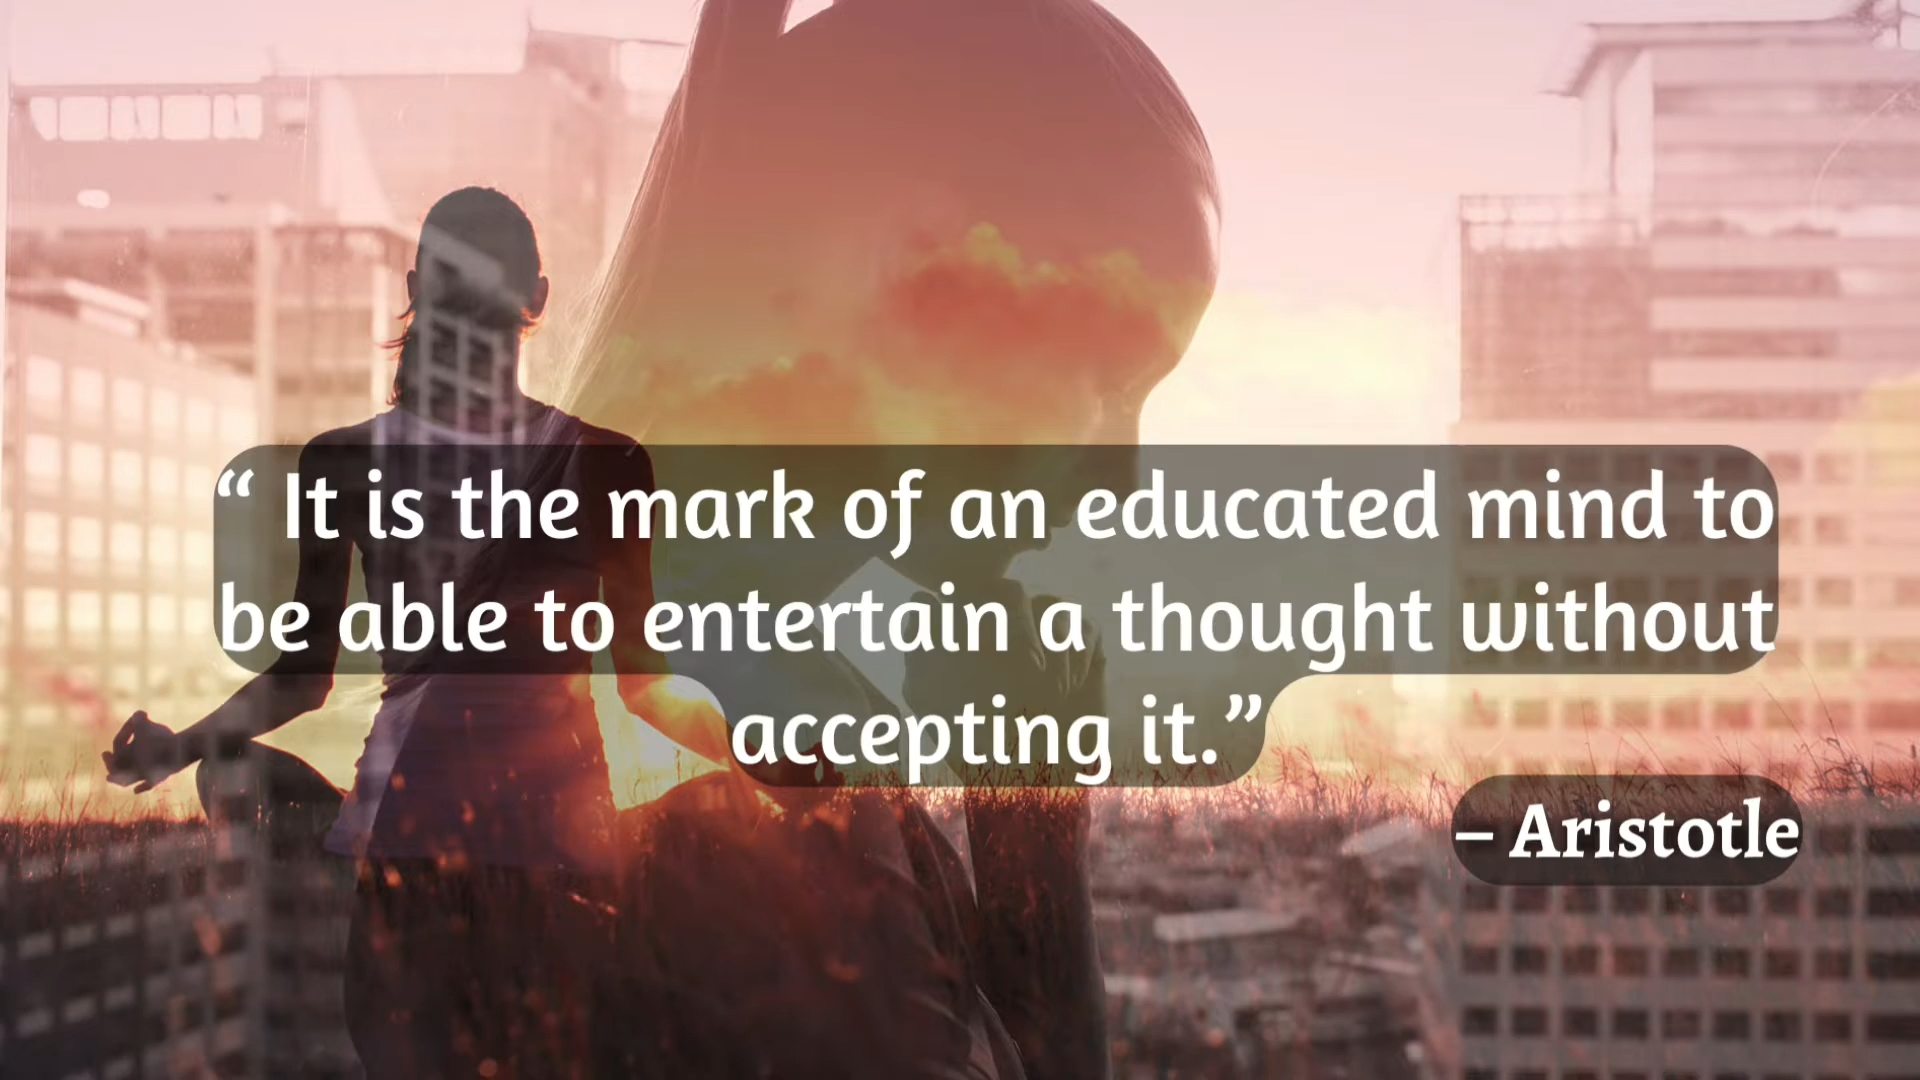 “ It is the mark of an educated mind to
be able to entertain a thought without
accepting it.”
– Aristotle